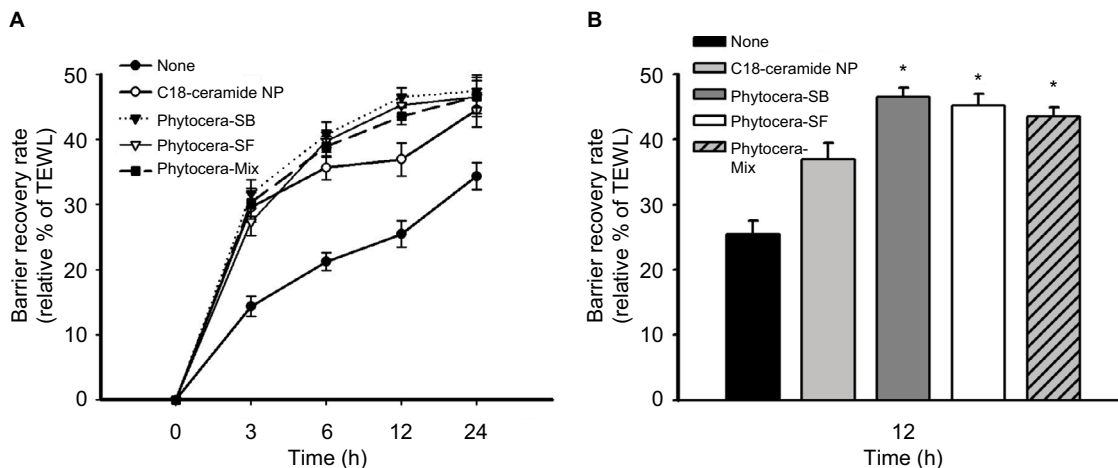 A
Barrier recovery rate
(relative % of TEWL)
50
40
30
20
10
0
None
C18-ceramide NP
Phytocera-SB
Phytocera-SF
Phytocera-Mix
0 3 6 12 24
Time (h)
B
Barrier recovery rate
(relative % of TEWL)
50
40
30
20
10
0
None
C18-ceramide NP
Phytocera-SB
Phytocera-SF
Phytocera-
Mix
* * *
12
Time (h)